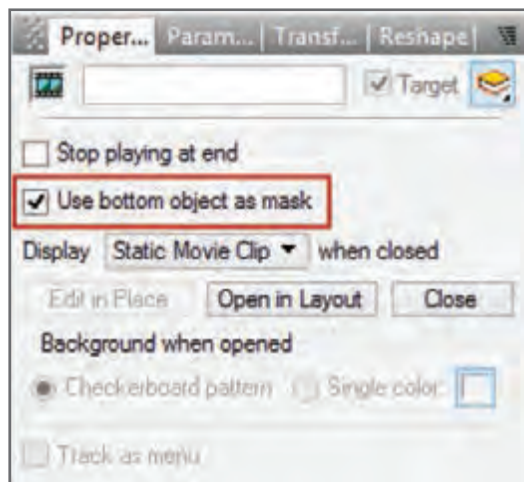 Proper... Param... Transf... Reshape
Target
Stop playing at end
Use bottom object as mask
Display Static Movie Clip when closed
Edit in Place Open in Layout Close
Background when opened
Checkerboard pattern Single color:
Track as menu